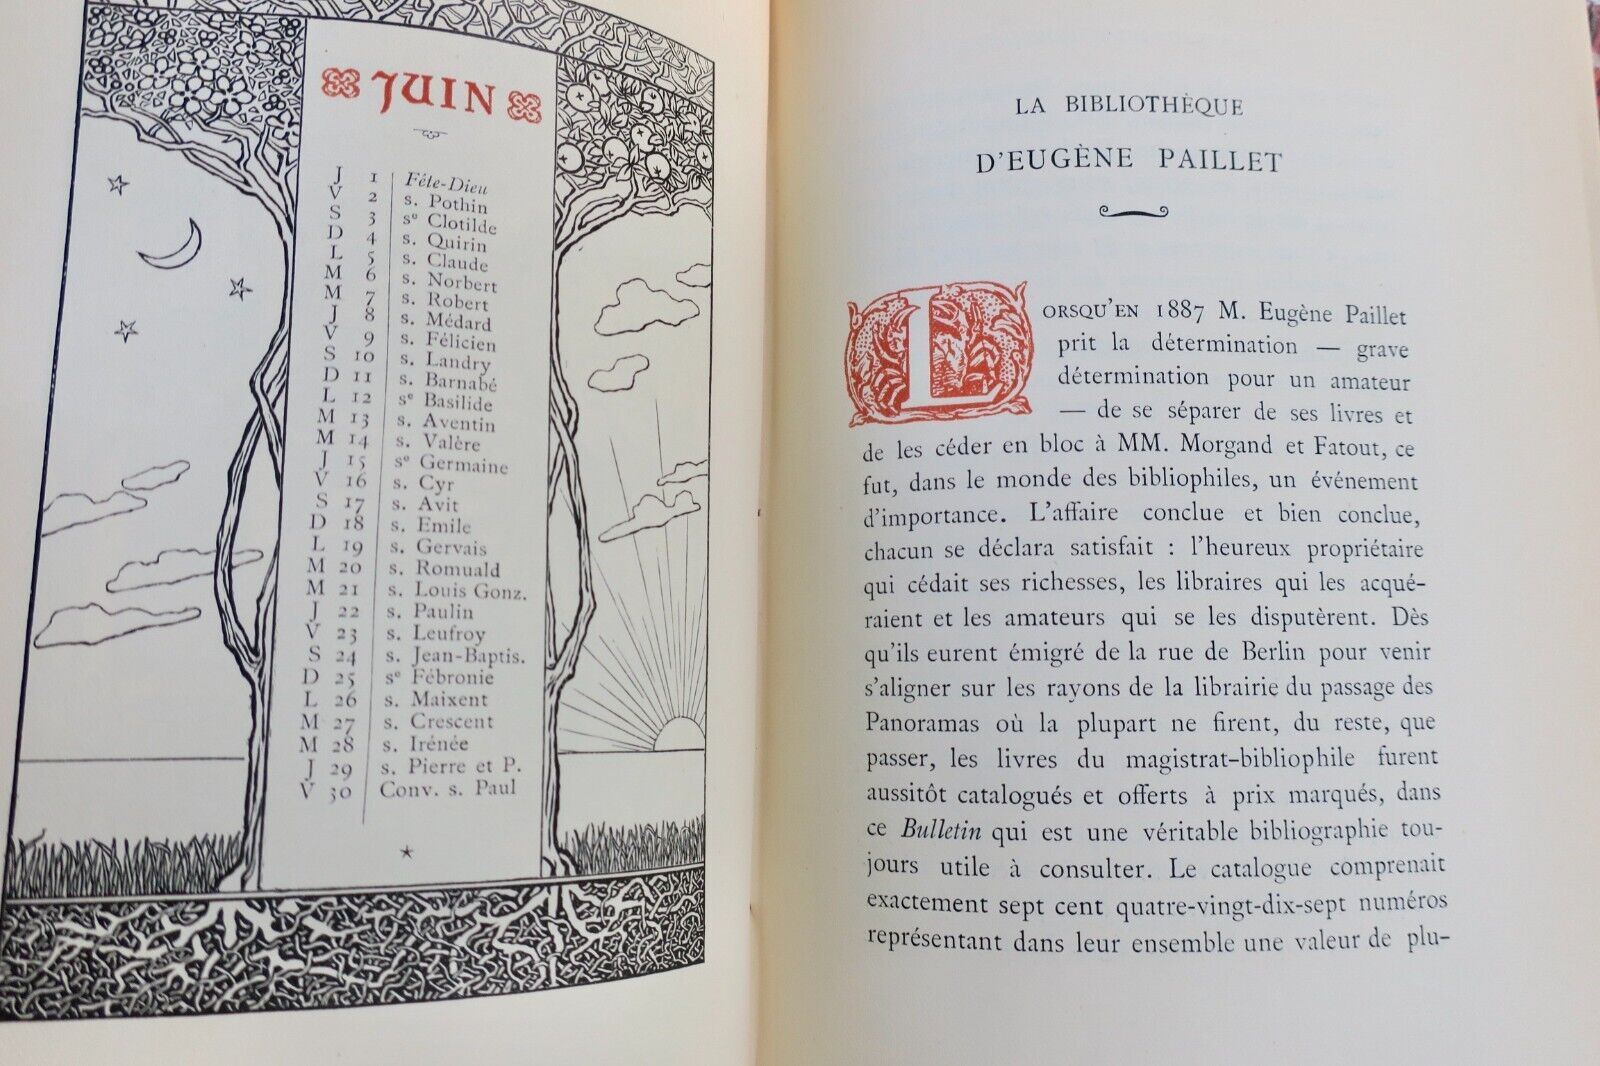 JUIN
J 1 Fête-Dieu
V 2 s. Pothin
S 3 se Clotilde
D 4 s. Quirin
L 5 s. Claude
M 6 s. Norbert
M 7 s. Robert
J 8 s. Médard
V 9 s. Félicien
S 10 s. Landry
D 11 s. Barnabé
L 12 se Basilide
M 13 s. Aventin
M 14 s. Valère
J 15 se Germaine
V 16 s. Cyr
S 17 s. Avit
D 18 s. Emile
L 19 s. Gervais
M 20 s. Romuald
M 21 s. Louis Gonz.
J 22 s. Paulin
V 23 s. Leufroy
S 24 s. Jean-Baptis.
D 25 se Fébronie
L 26 s. Maixent
M 27 s. Crescent
M 28 s. Irénée
J 29 s. Pierre et P.
V 30 Conv. s. Paul
LA BIBLIOTHÈQUE
D'EUGÈNE PAILLET
LORSQU'EN 1887 M. Eugène Paillet
prit la détermination — grave
détermination pour un amateur
— de se séparer de ses livres et
de les céder en bloc à MM. Morgand et Fatout, ce
fut, dans le monde des bibliophiles, un événement
d'importance. L'affaire conclue et bien conclue,
chacun se déclara satisfait : l'heureux propriétaire
qui cédait ses richesses, les libraires qui les acqué-
raient et les amateurs qui se les disputèrent. Dès
qu'ils eurent émigré de la rue de Berlin pour venir
s'aligner sur les rayons de la librairie du passage des
Panoramas où la plupart ne firent, du reste, que
passer, les livres du magistrat-bibliophile furent
aussitôt catalogués et offerts à prix marqués, dans
ce Bulletin qui est une véritable bibliographie tou-
jours utile à consulter. Le catalogue comprenait
exactement sept cent quatre-vingt-dix-sept numéros
représentant dans leur ensemble une valeur de plu-